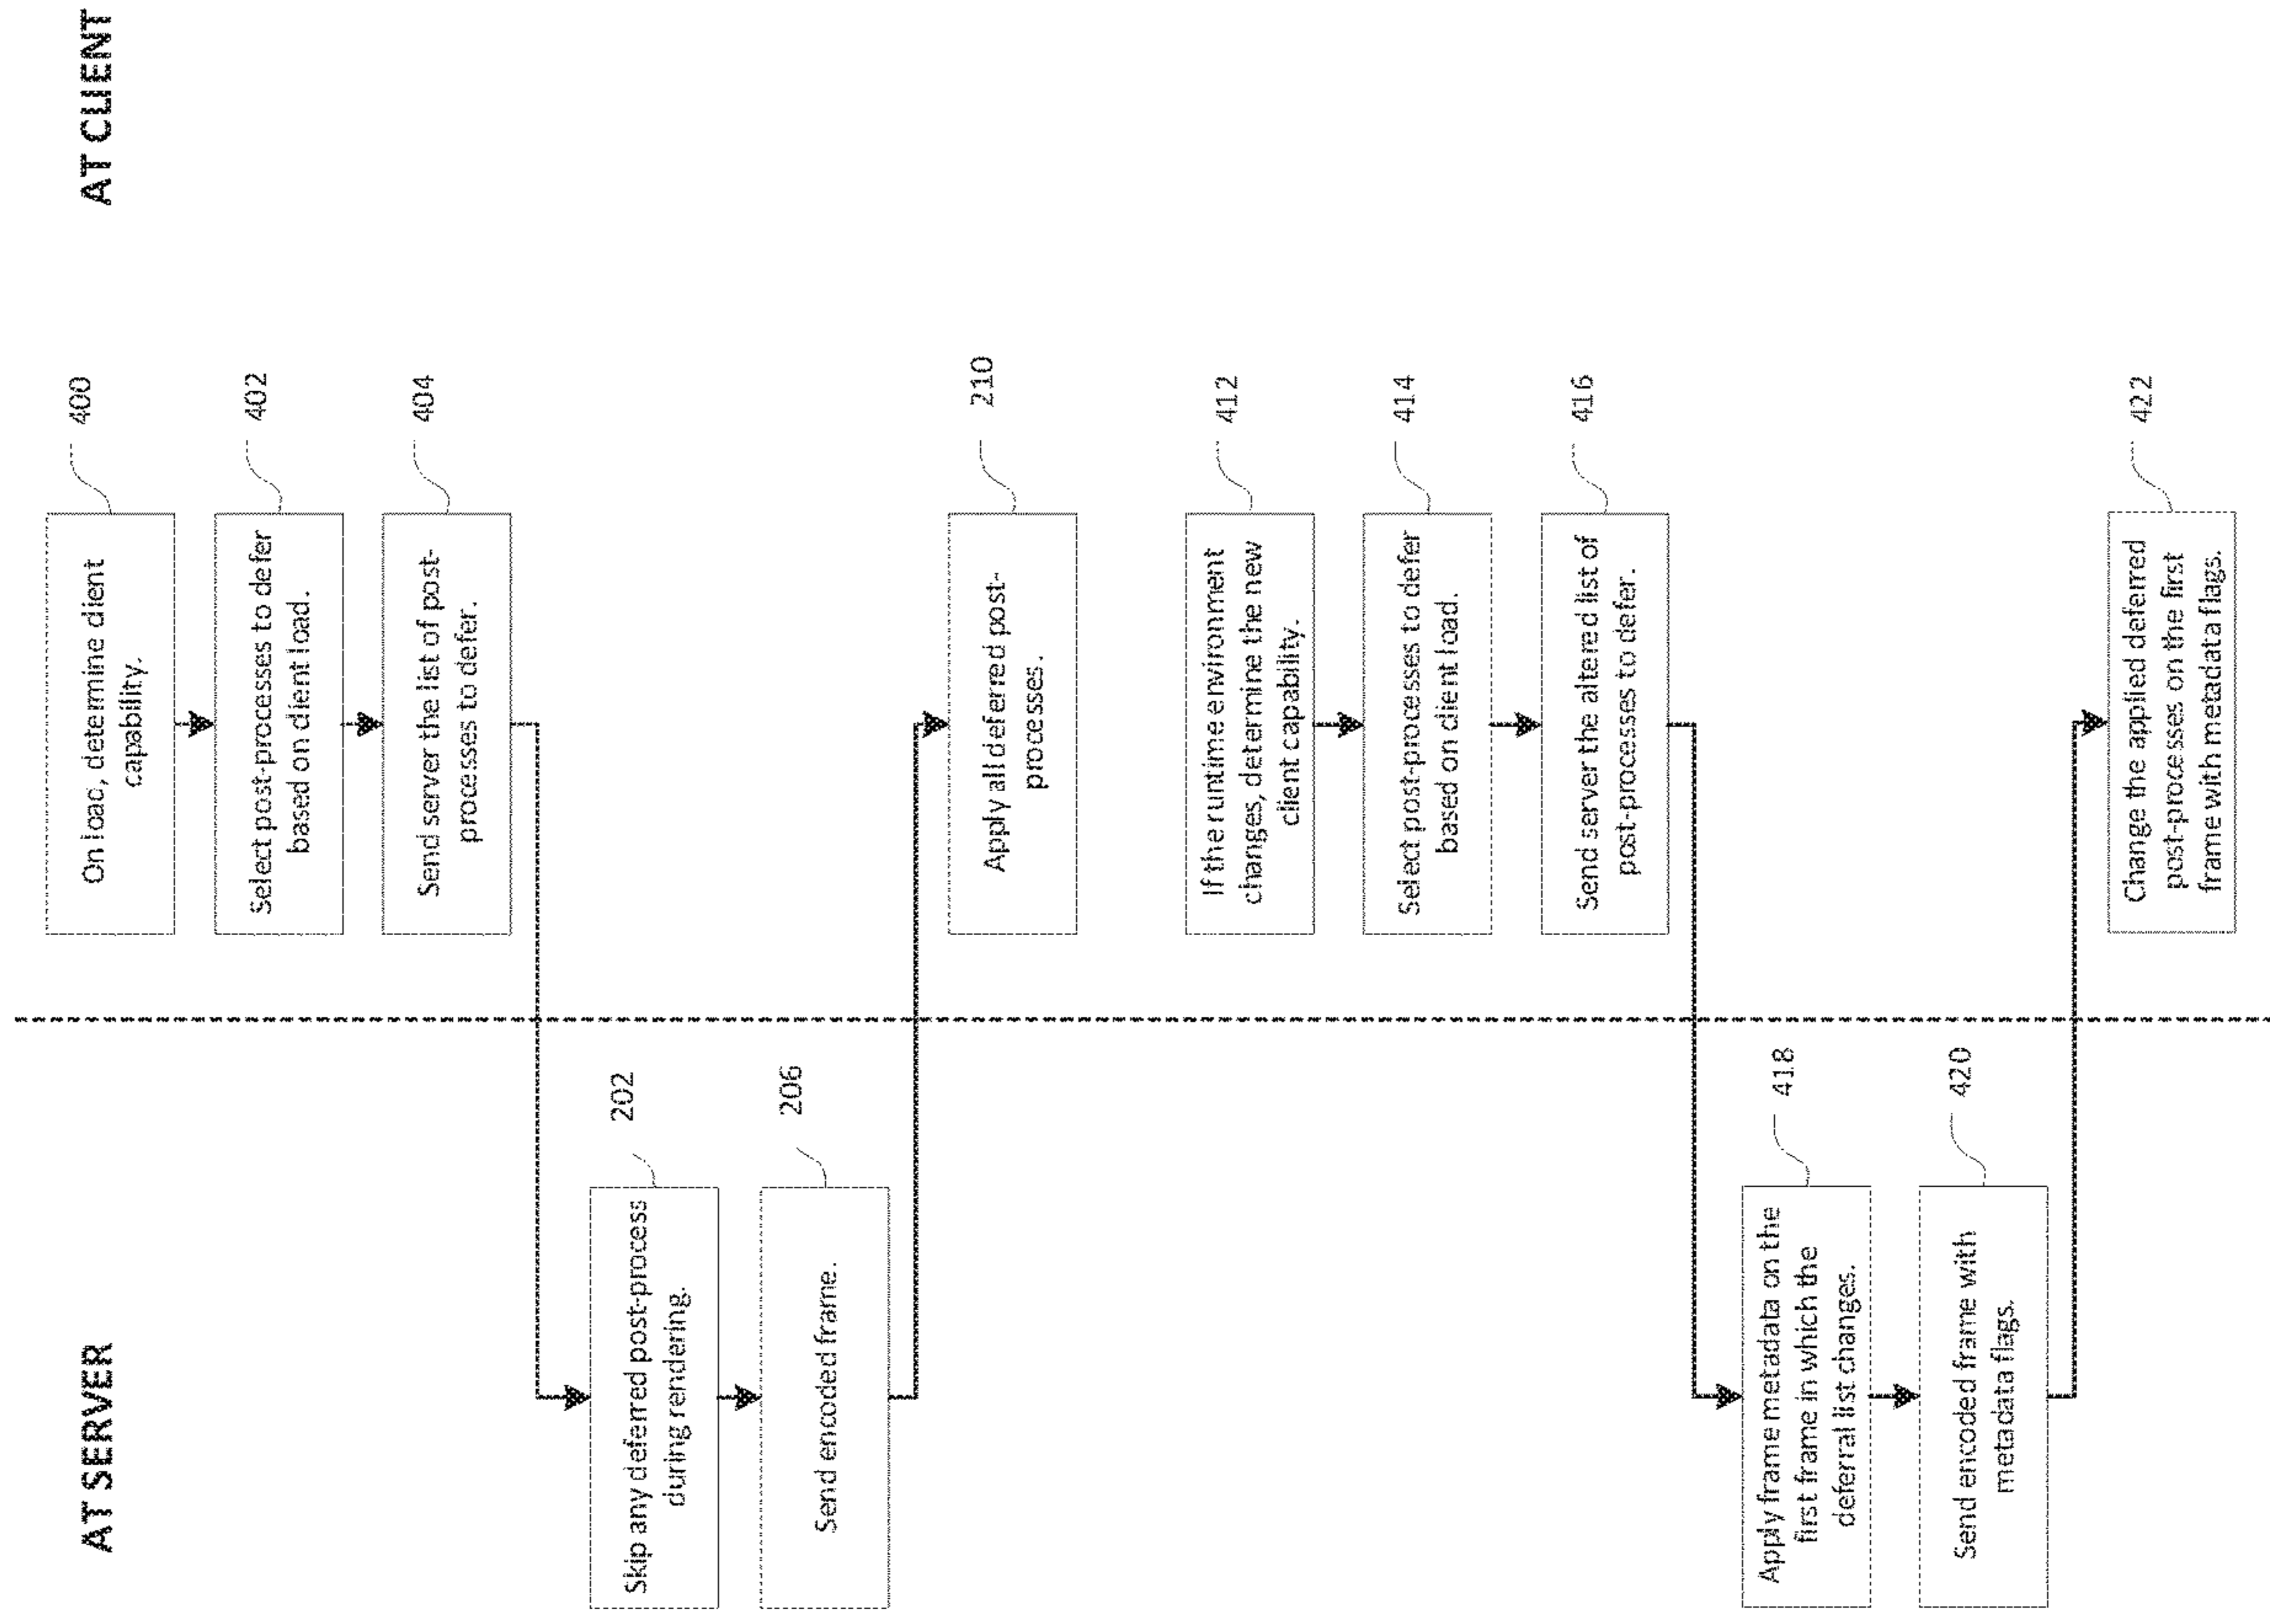 AT SERVER
AT CLIENT
On load, determine client
capability.
400
Select post-processes to defer
based on client load.
402
Send server the list of post-
processes to defer.
404
Skip any deferred post-process
during rendering.
202
Send encoded frame.
206
Apply all deferred post-
processes.
210
If the runtime environment
changes, determine the new
client capability.
412
Select post-processes to defer
based on client load.
414
Send server the altered list of
post-processes to defer.
416
Apply frame metadata on the
first frame in which the
deferral list changes.
418
Send encoded frame with
metadata flags.
420
Change the applied deferred
post-processes on the first
frame with metadata flags.
422